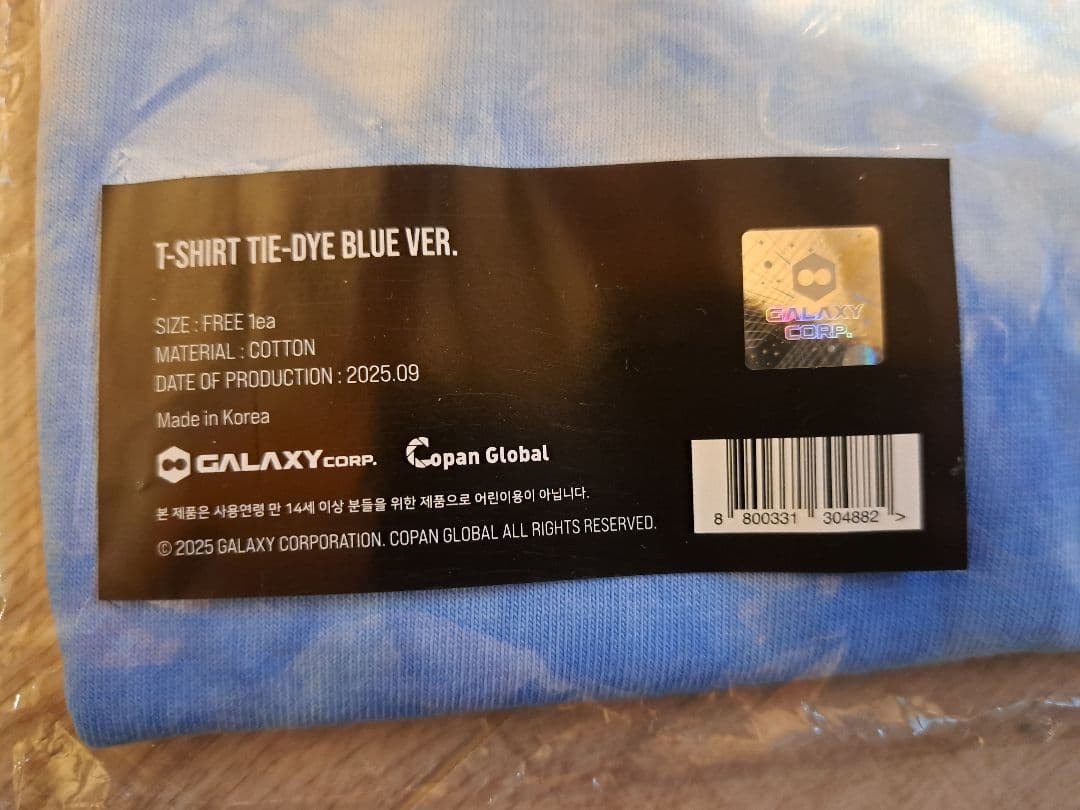 T-SHIRT TIE-DYE BLUE VER.
SIZE : FREE 1ea
MATERIAL : COTTON
DATE OF PRODUCTION : 2025.09
Made in Korea
GALAXY CORP. Copan Global
본 제품은 사용연령 만 14세 이상 분들을 위한 제품으로 어린이용이 아닙니다.
© 2025 GALAXY CORPORATION. COPAN GLOBAL ALL RIGHTS RESERVED.
GALAXY
CORP.
8 800331 304882 >